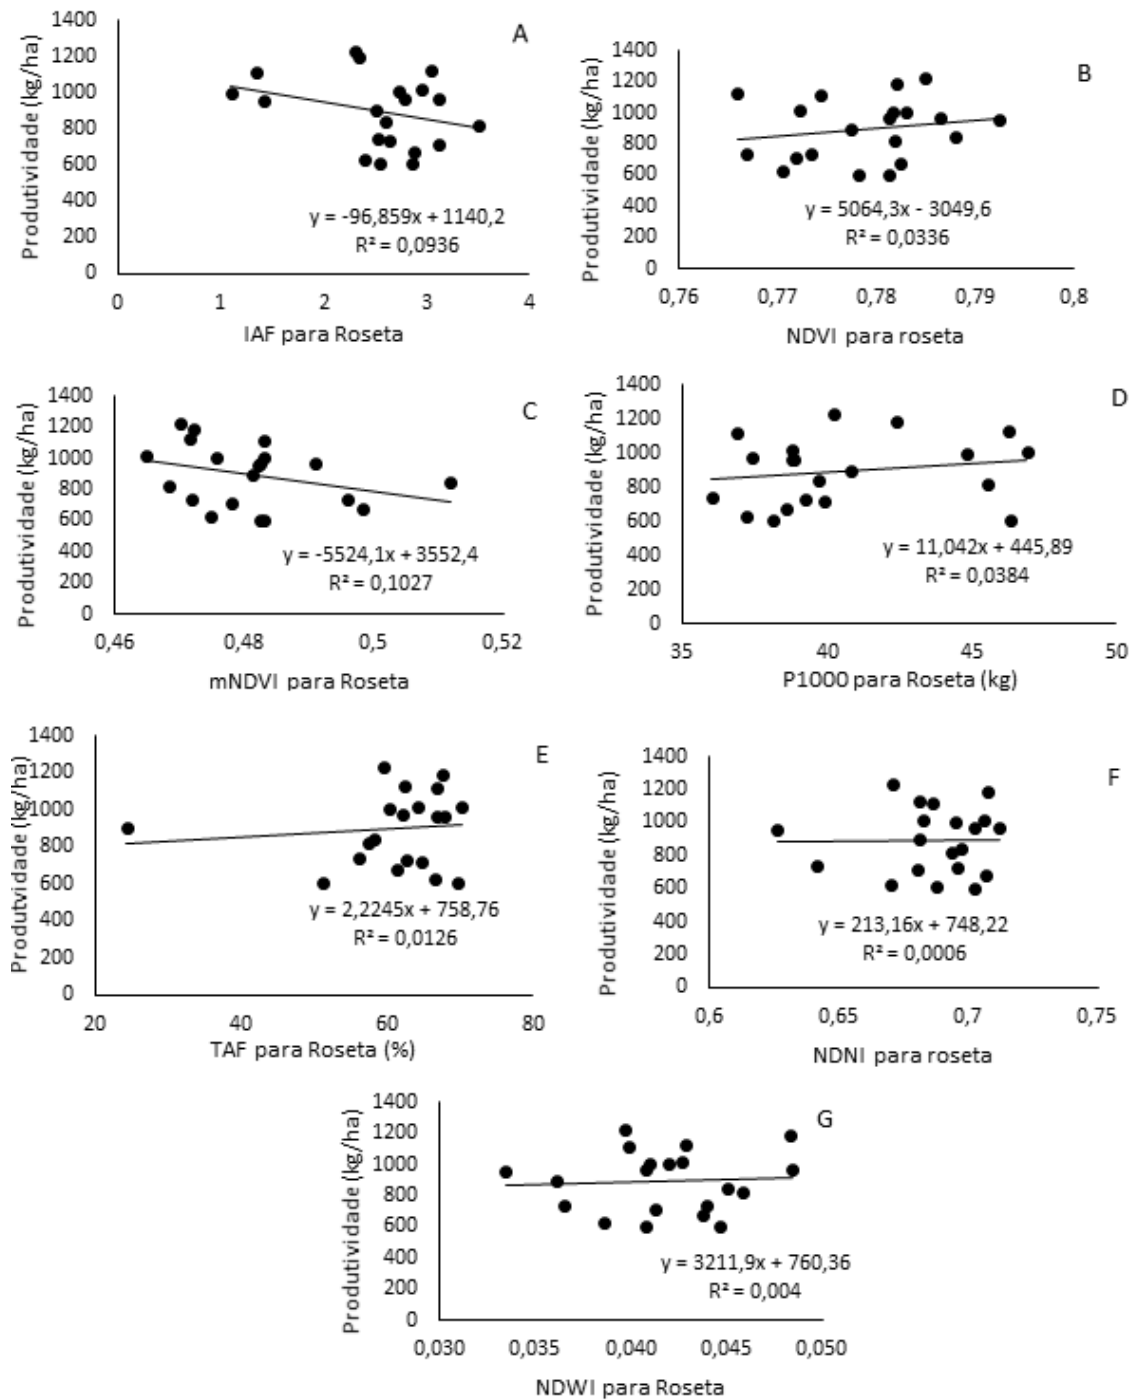 A
Produtividade (kg/ha)
1400
1200
1000
800
600
400
200
0
y = -96,859x + 1140,2
R² = 0,0936
0 1 2 3 4
IAF para Roseta
B
Produtividade (kg/ha)
1400
1200
1000
800
600
400
200
0
y = 5064,3x - 3049,6
R² = 0,0336
0,76 0,77 0,78 0,79 0,8
NDVI para roseta
C
Produtividade (kg/ha)
1400
1200
1000
800
600
400
200
0
y = -5524,1x + 3552,4
R² = 0,1027
0,46 0,48 0,5 0,52
mNDVI para Roseta
D
Produtividade (kg/ha)
1400
1200
1000
800
600
400
200
0
y = 11,042x + 445,89
R² = 0,0384
35 40 45 50
P1000 para Roseta (kg)
E
Produtvidade (kg/ha)
1400
1200
1000
800
600
400
200
0
y = 2,2245x + 758,76
R² = 0,0126
20 40 60 80
TAF para Roseta (%)
F
Produtividade (kg/ha)
1400
1200
1000
800
600
400
200
0
y = 213,16x + 748,22
R² = 0,0006
0,6 0,65 0,7 0,75
NDNI para roseta
G
Produtividade (kg/ha)
1400
1200
1000
800
600
400
200
0
y = 3211,9x + 760,36
R² = 0,004
0,030 0,035 0,040 0,045 0,050
NDWI para Roseta